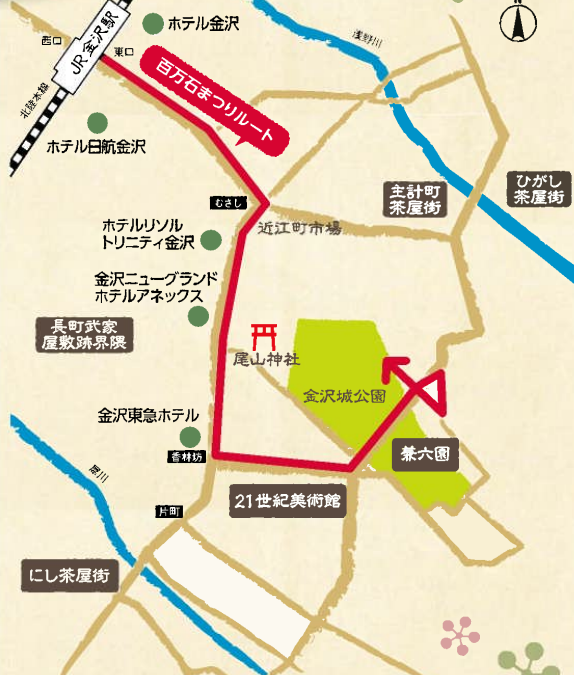 ホテル金沢
浅野川
西口
JR金沢駅
東口
百万石まつりルート
北陸本線
ホテル日航金沢
ひがし
茶屋街
主計町
茶屋街
むさし
近江町市場
ホテルリソル
トリニティ金沢
金沢ニューグランド
ホテルアネックス
長町武家
屋敷跡界隈
尾山神社
金沢城公園
金沢東急ホテル
香林坊
兼六園
犀川
21世紀美術館
片町
にし茶屋街